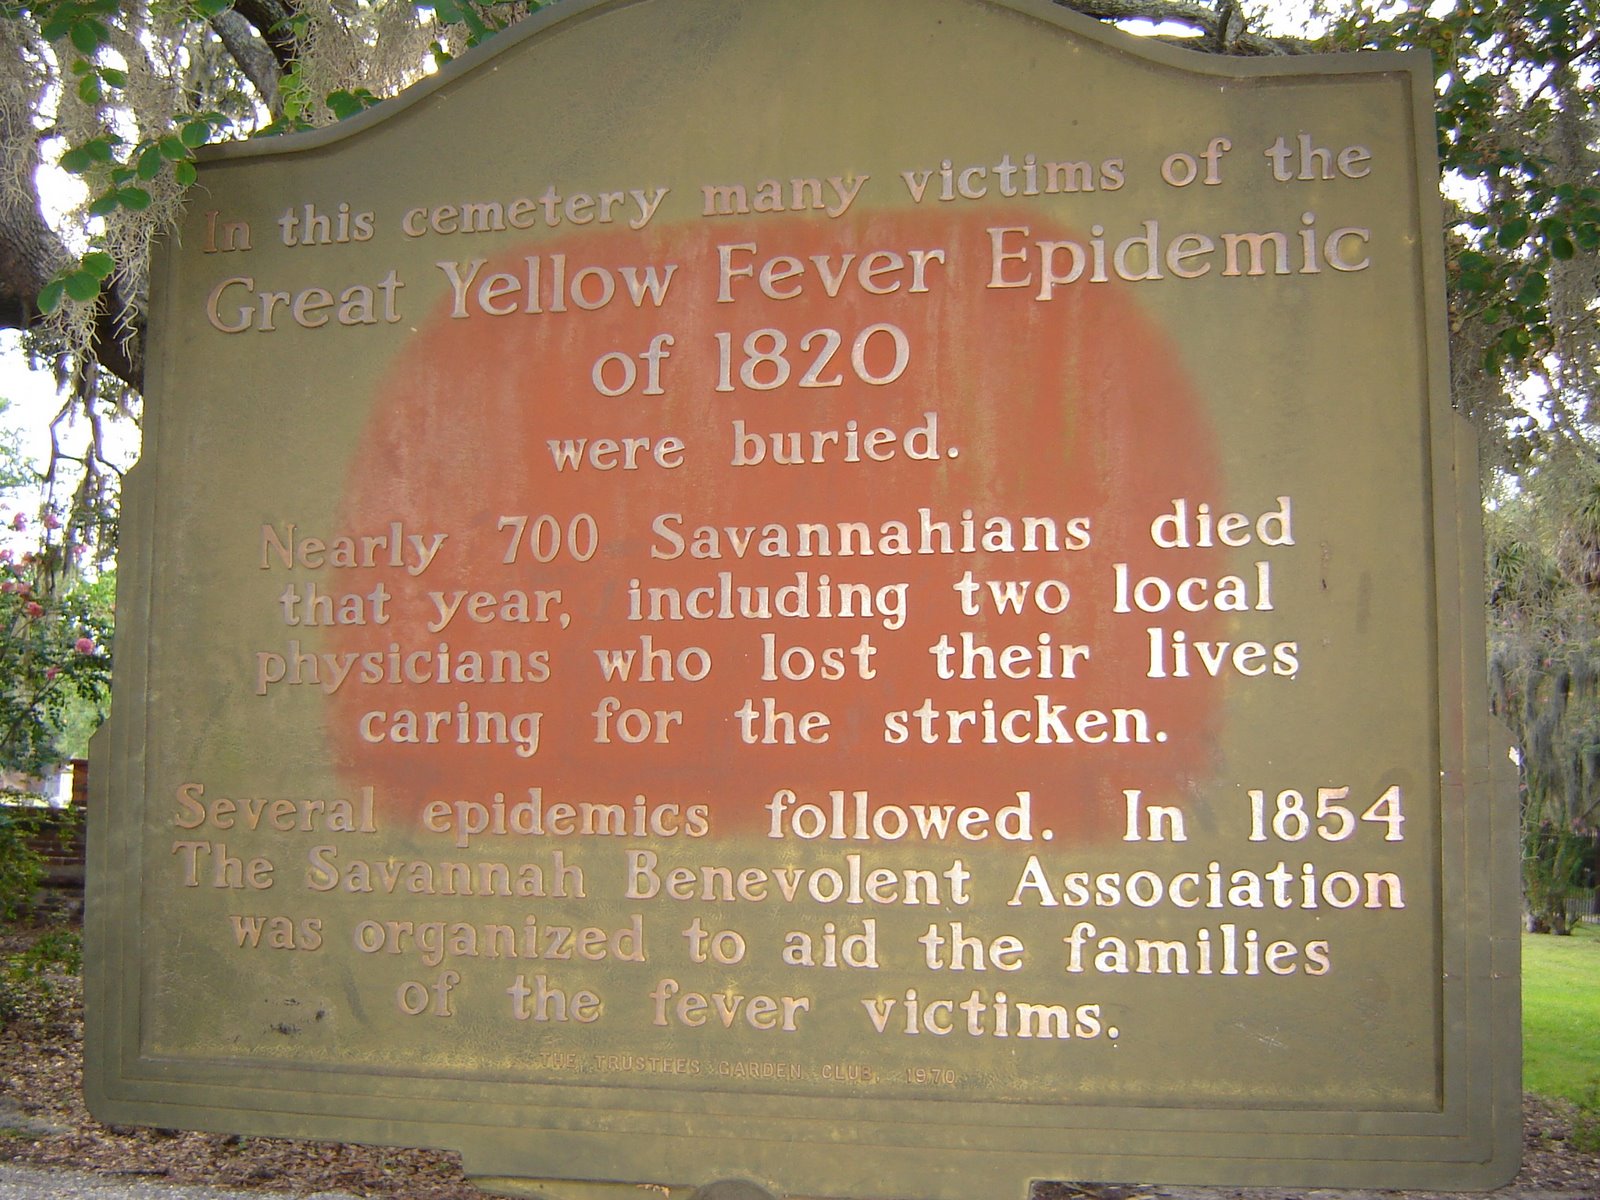 In this cemetery many victims of the
Great Yellow Fever Epidemic
of 1820
were buried.
Nearly 700 Savannahians died
that year, including two local
physicians who lost their lives
caring for the stricken.
Several epidemics followed. In 1854
The Savannah Benevolent Association
was organized to aid the families
of the fever victims.
THE TRUSTEES GARDEN CLUB, 1970